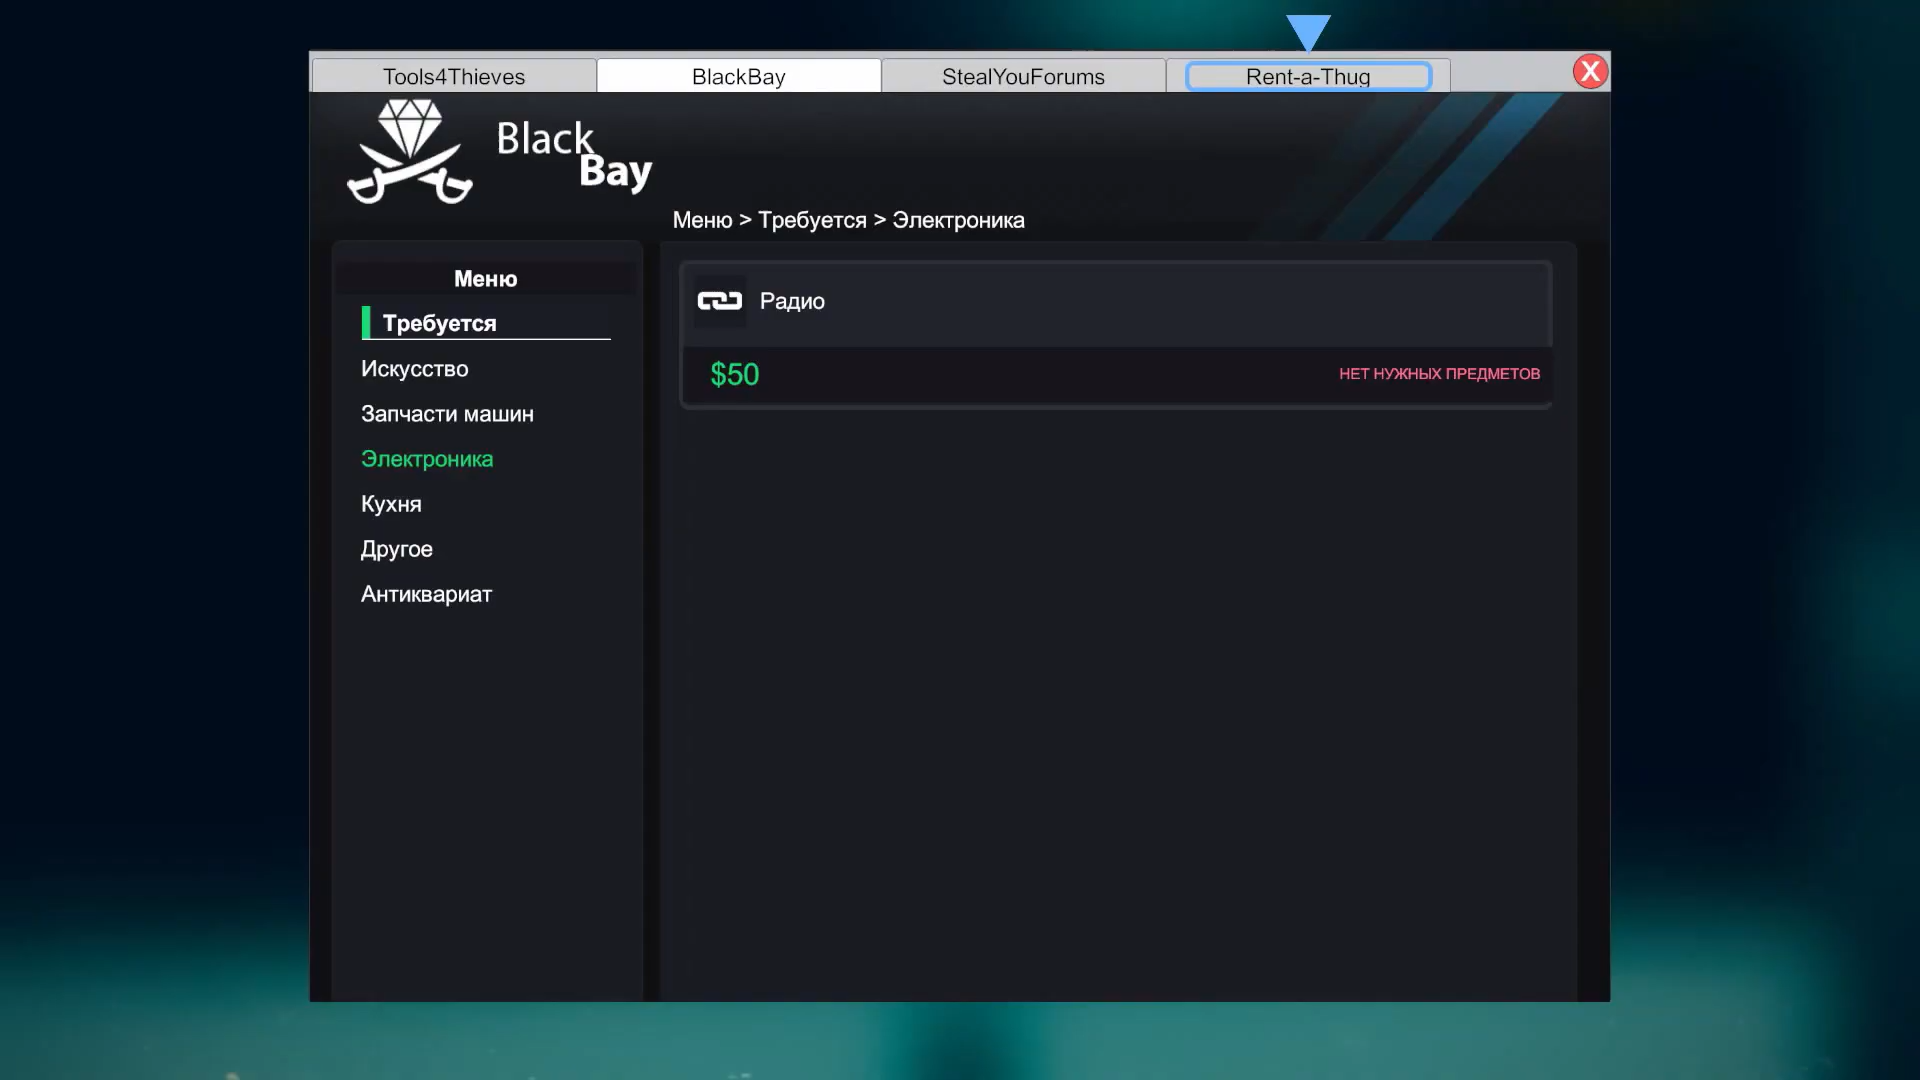 Tools4Thieves
BlackBay
StealYouForums
Rent-a-Thug
X
Black
Bay
Меню > Требуется > Электроника
Меню
Требуется
Искусство
Запчасти машин
Электроника
Кухня
Другое
Антиквариат
Радио
$50
НЕТ НУЖНЫХ ПРЕДМЕТОВ